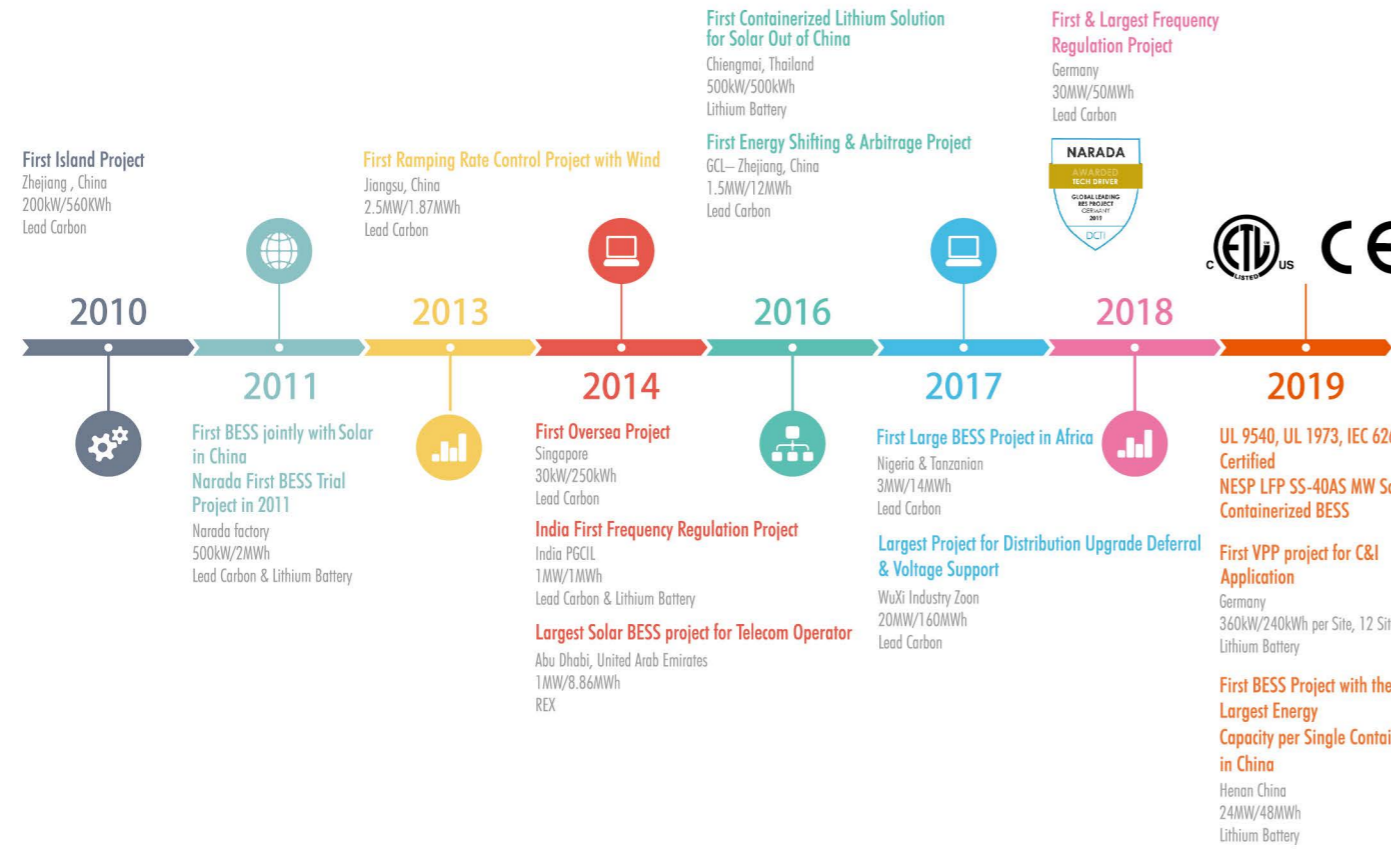 First Island Project
Zhejiang , China
200kW/560KWh
Lead Carbon
2010
2011
First BESS jointly with Solar
in China
Narada First BESS Trial
Project in 2011
Narada factory
500kW/2MWh
Lead Carbon & Lithium Battery
First Ramping Rate Control Project with Wind
Jiangsu, China
2.5MW/1.87MWh
Lead Carbon
2013
2014
First Oversea Project
Singapore
30kW/250kWh
Lead Carbon
India First Frequency Regulation Project
India PGCIL
1MW/1MWh
Lead Carbon & Lithium Battery
Largest Solar BESS project for Telecom Operator
Abu Dhabi, United Arab Emirates
1MW/8.86MWh
REX
First Containerized Lithium Solution
for Solar Out of China
Chiengmai, Thailand
500kW/500kWh
Lithium Battery
First Energy Shifting & Arbitrage Project
GCL— Zhejiang, China
1.5MW/12MWh
Lead Carbon
2016
2017
First Large BESS Project in Africa
Nigeria & Tanzanian
3MW/14MWh
Lead Carbon
Largest Project for Distribution Upgrade Deferral
& Voltage Support
WuXi Industry Zoon
20MW/160MWh
Lead Carbon
First & Largest Frequency
Regulation Project
Germany
30MW/50MWh
Lead Carbon
NARADA
AWARDED
TECH DRIVER
GLOBAL LEADING
RES PROJECT
GERMANY
DCTI
2018
C ETL US
LISTED
CE
2019
UL 9540, UL 1973, IEC
Certified
NESP LFP SS-40AS MW
Containerized BESS
First VPP project for C&I
Application
Germany
360kW/240kWh per Site, 12
Lithium Battery
First BESS Project with the
Largest Energy
Capacity per Single
in China
Henan China
24MW/48MWh
Lithium Battery